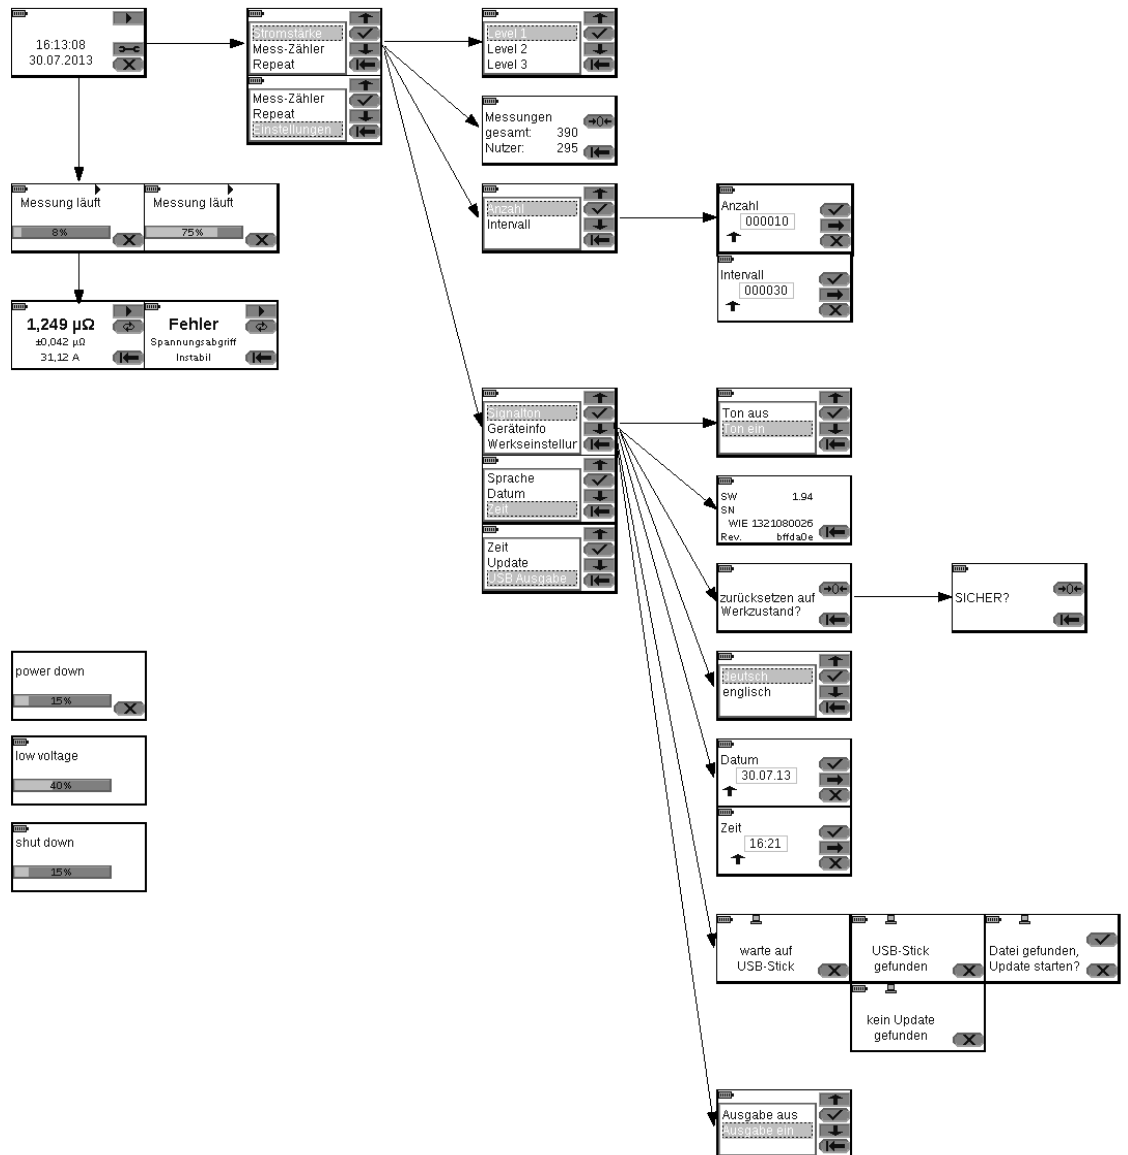 16:13:08
30.07.2013
Stromstärke
Mess-Zähler
Repeat
Mess-Zähler
Repeat
Einstellungen
Level 1
Level 2
Level 3
Messungen
gesamt: 390
Nutzer: 295
→0←
Messung läuft
8%
Messung läuft
75%
Anzahl
Intervall
Anzahl
000010
Intervall
000030
1,249 µΩ
±0,042 µΩ
31,12 A
Fehler
Spannungsabgriff
Instabil
Signalton
Geräteinfo
Werkseinstellur
Sprache
Datum
Zeit
Zeit
Update
USB Ausgabe
Ton aus
Ton ein
SW 1.94
SN
WIE 1321080026
Rev. bffda0e
zurücksetzen auf
Werkzustand?
→0←
SICHER?
→0←
deutsch
englisch
power down
15%
low voltage
40%
shut down
15%
Datum
30.07.13
Zeit
16:21
warte auf
USB-Stick
USB-Stick
gefunden
Datei gefunden,
Update starten?
kein Update
gefunden
Ausgabe aus
Ausgabe ein